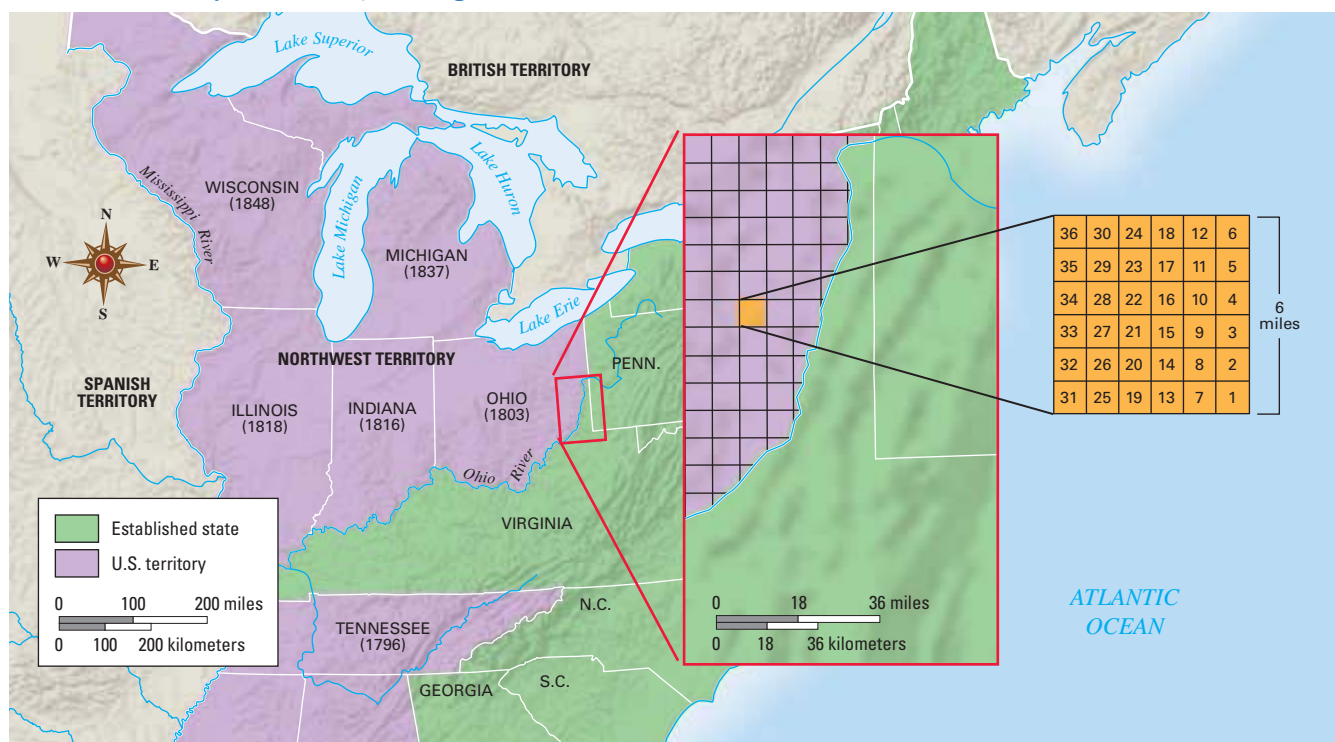 Lake Superior
BRITISH TERRITORY
Mississippi River
WISCONSIN
(1848)
Lake Michigan
Lake Huron
MICHIGAN
(1837)
N
W E
S
Lake Erie
NORTHWEST TERRITORY
PENN.
SPANISH
TERRITORY
ILLINOIS
(1818)
INDIANA
(1816)
OHIO
(1803)
Ohio River
VIRGINIA
Established state
U.S. territory
0 100 200 miles
0 100 200 kilometers
TENNESSEE
(1796)
N.C.
S.C.
GEORGIA
0 18 36 miles
0 18 36 kilometers
36 30 24 18 12 6
35 29 23 17 11 5
34 28 22 16 10 4
33 27 21 15 9 3
32 26 20 14 8 2
31 25 19 13 7 1
6
miles
ATLANTIC
OCEAN